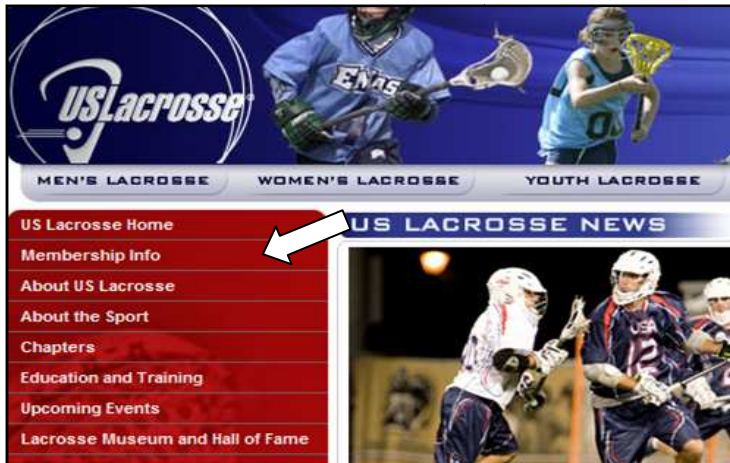 USLacrosse
MEN'S LACROSSE WOMEN'S LACROSSE YOUTH LACROSSE
US Lacrosse Home
Membership Info
About US Lacrosse
About the Sport
Chapters
Education and Training
Upcoming Events
Lacrosse Museum and Hall of Fame
US LACROSSE NEWS
USA
12